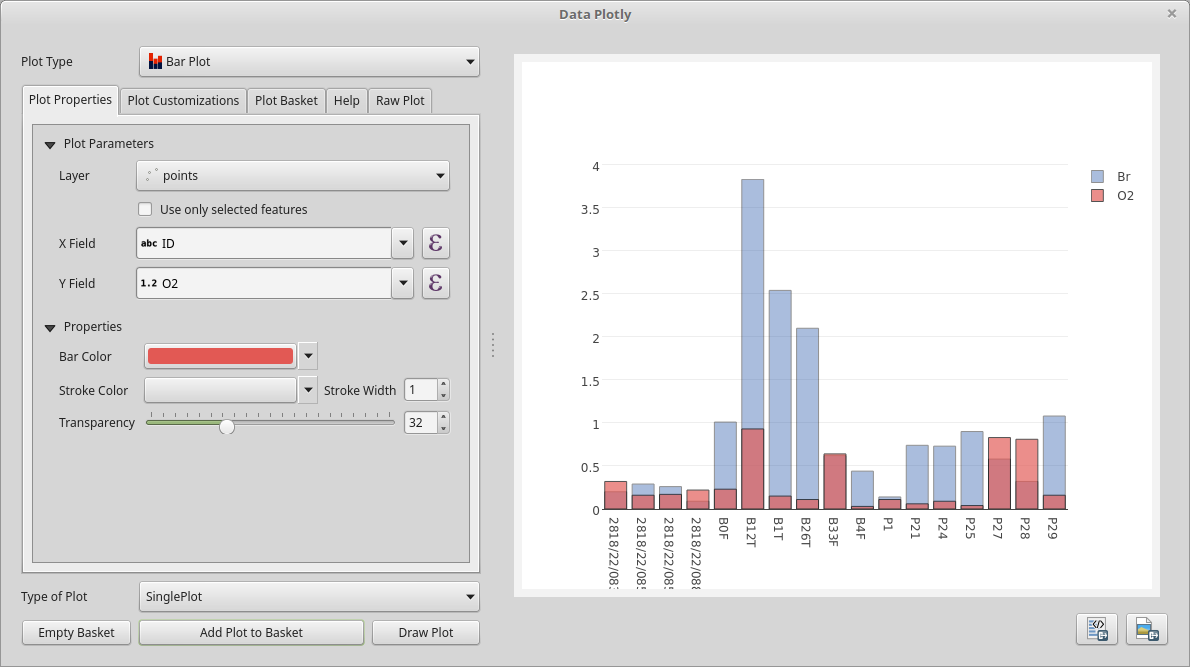 Data Plotly
Plot Type
Bar Plot
Plot Properties
Plot Customizations
Plot Basket
Help
Raw Plot
Plot Parameters
Layer
points
Use only selected features
X Field
abc ID
ε
Y Field
1.2 O2
ε
Properties
Bar Color
Stroke Color
Stroke Width
1
Transparency
32
Type of Plot
SinglePlot
Empty Basket
Add Plot to Basket
Draw Plot
4
3.5
3
2.5
2
1.5
1
0.5
0
2818/22/08
2818/22/08
2818/22/08
2818/22/08
B0F
B12T
B1T
B26T
B33F
B4F
P1
P21
P24
P25
P27
P28
P29
Br
O2